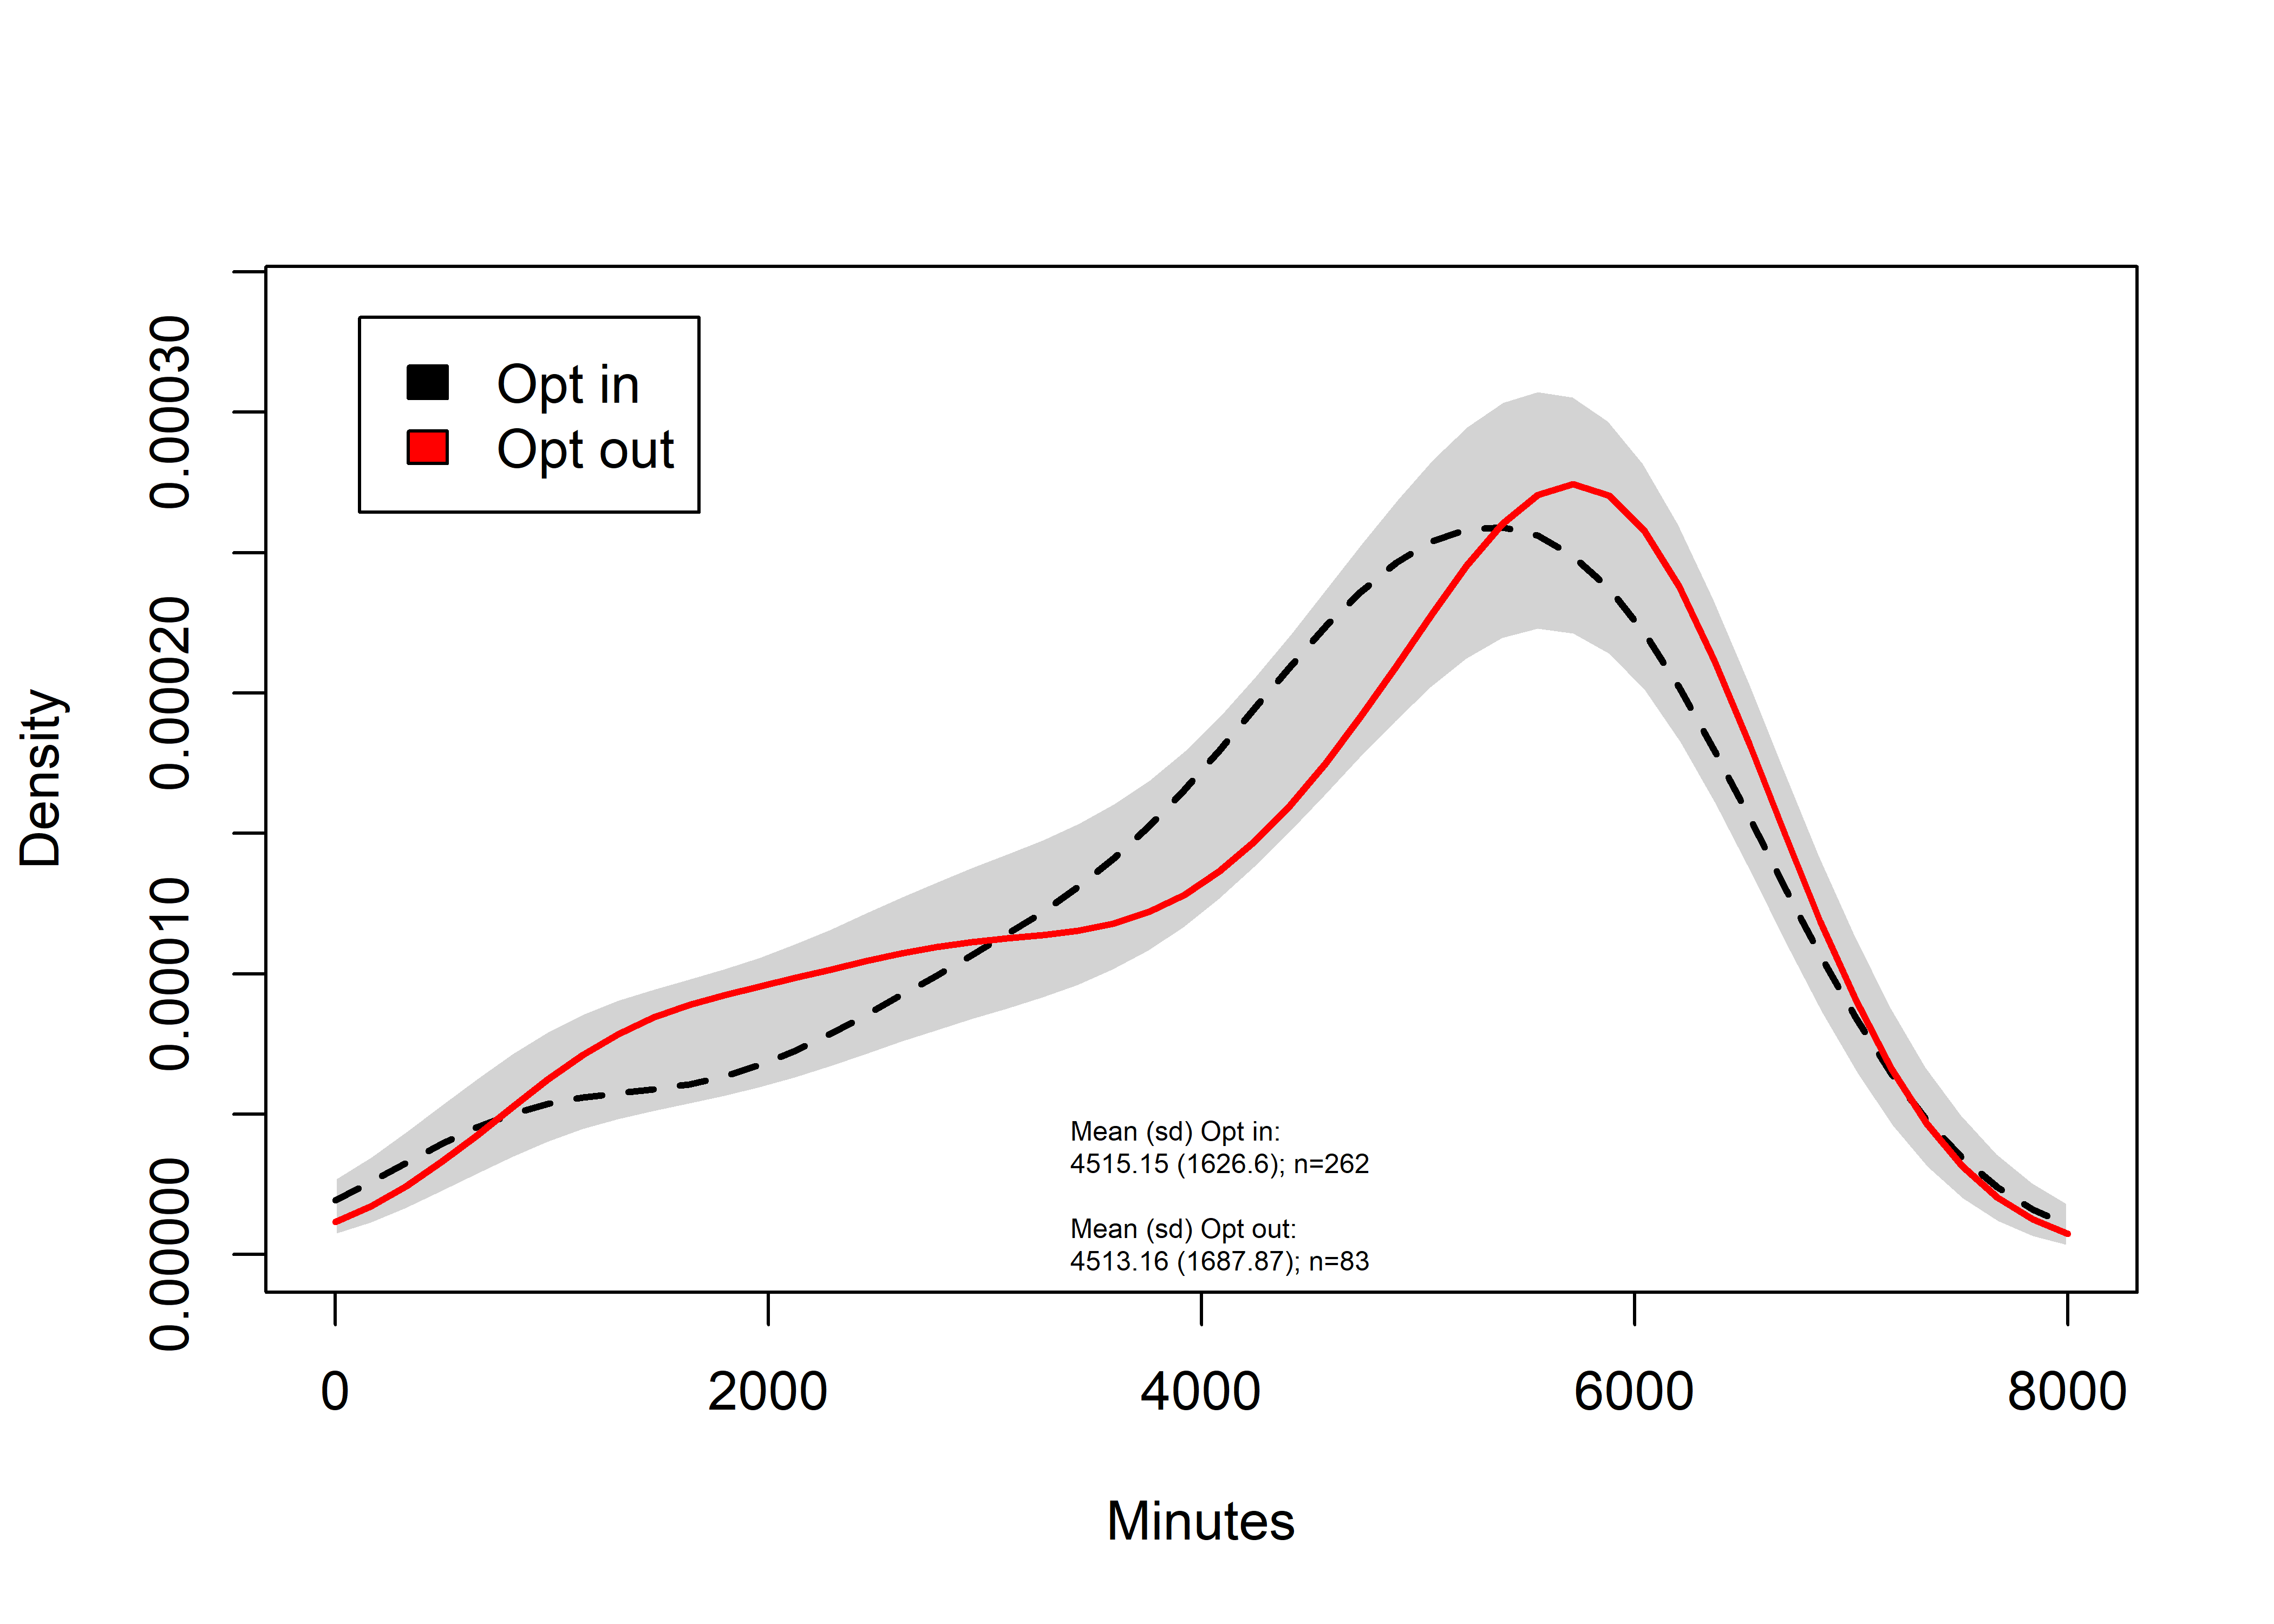 Opt in
Opt out
0.00030
0.00020
0.00010
0.00000
Density
Mean (sd) Opt in:
4515.15 (1626.6); n=262
Mean (sd) Opt out:
4513.16 (1687.87); n=83
0 2000 4000 6000 8000
Minutes